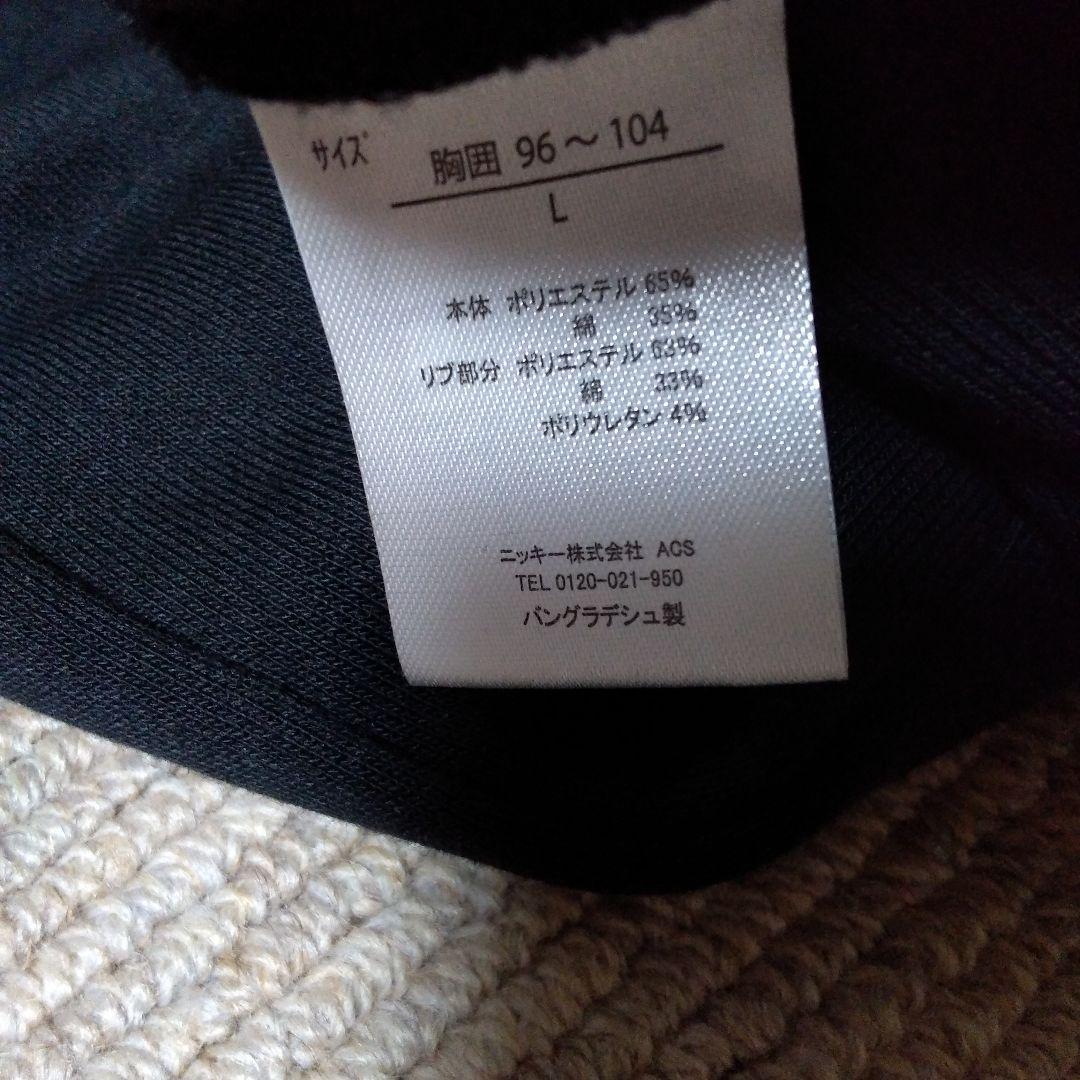 サイズ 胸囲 96～104
L
本体 ポリエステル 65%
綿 35%
リブ部分 ポリエステル 63%
綿 33%
ポリウレタン 4%
ニッキー株式会社 ACS
TEL 0120-021-950
バングラデシュ製